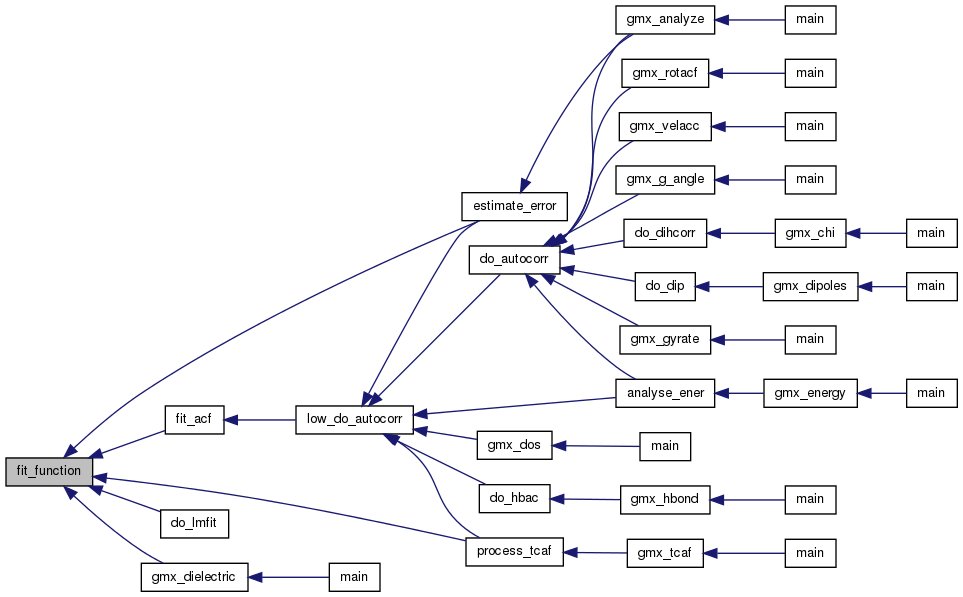 gmx_analyze main
gmx_rotacf main
gmx_velacc main
gmx_g_angle main
estimate_error
do_dihcorr gmx_chi main
do_autocorr
do_dip gmx_dipoles main
gmx_gyrate main
analyse_ener gmx_energy main
fit_acf low_do_autocorr
gmx_dos main
fit_function
do_hbac gmx_hbond main
do_lmfit
process_tcaf gmx_tcaf main
gmx_dielectric main